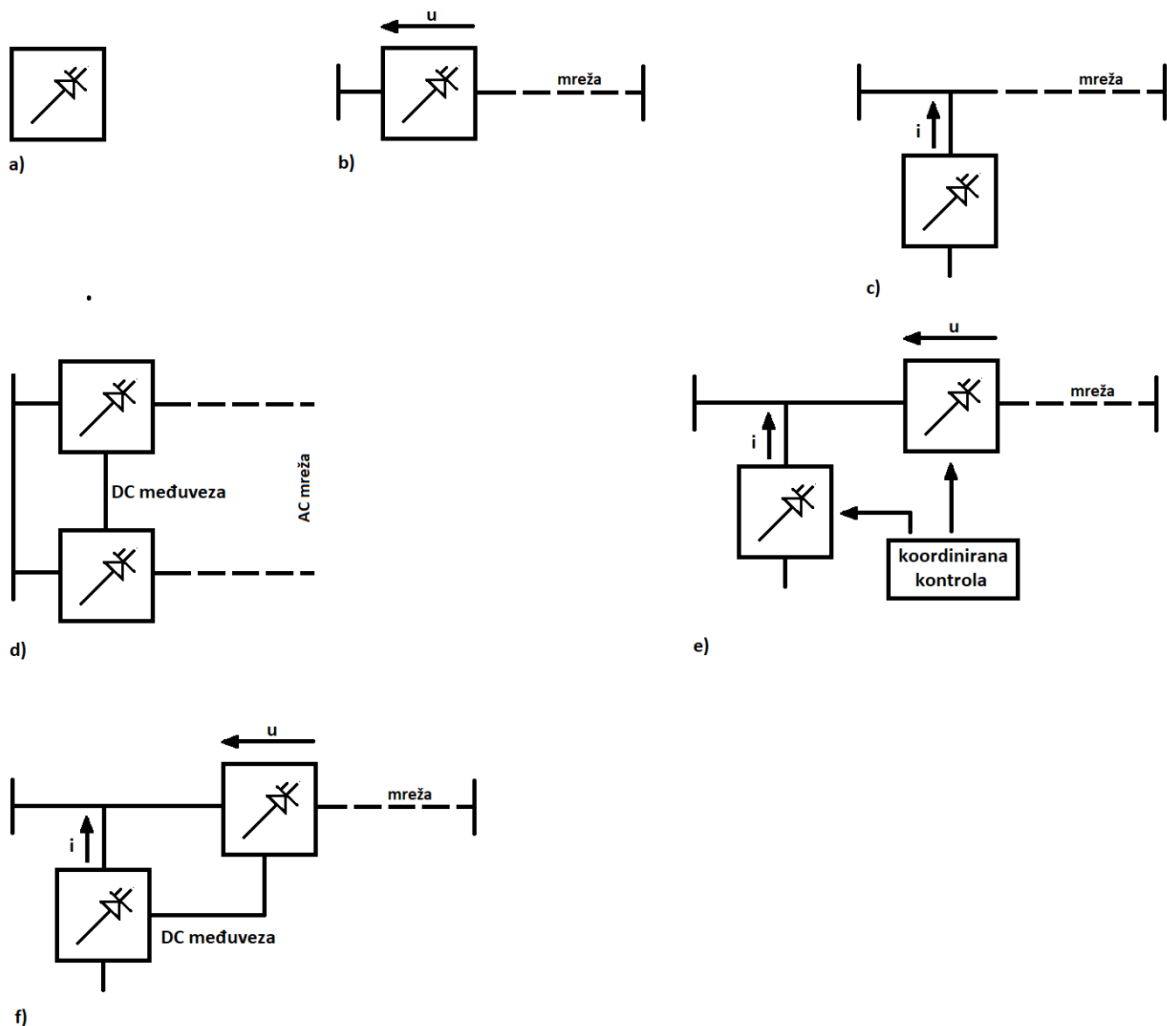 a)
u
mreža
b)
mreža
i
c)
DC međuveza
AC mreža
d)
u
mreža
i
koordinirana
kontrola
e)
u
mreža
i
DC međuveza
f)